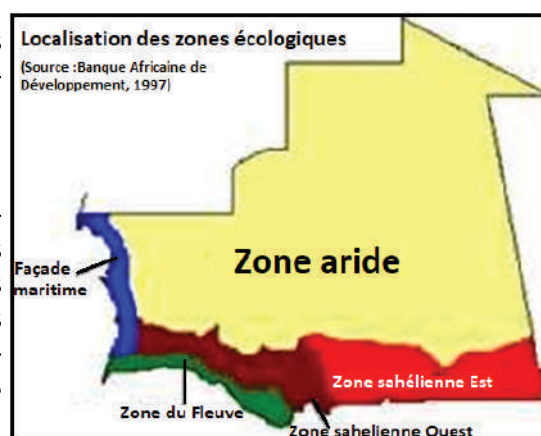 Localisation des zones écologiques
(Source :Banque Africaine de
Développement, 1997)
Zone aride
Façade
maritime
Zone sahélienne Est
Zone du Fleuve
Zone sahelienne Ouest